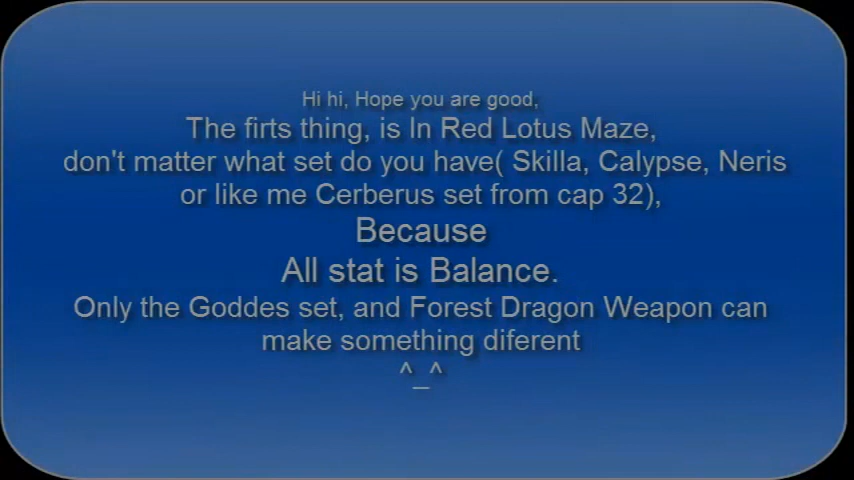 Hi hi, Hope you are good,
The firts thing, is In Red Lotus Maze,
don't matter what set do you have( Skilla, Calypse, Neris
or like me Cerberus set from cap 32),
Because
All stat is Balance.
Only the Goddes set, and Forest Dragon Weapon can
make something diferent
^_^